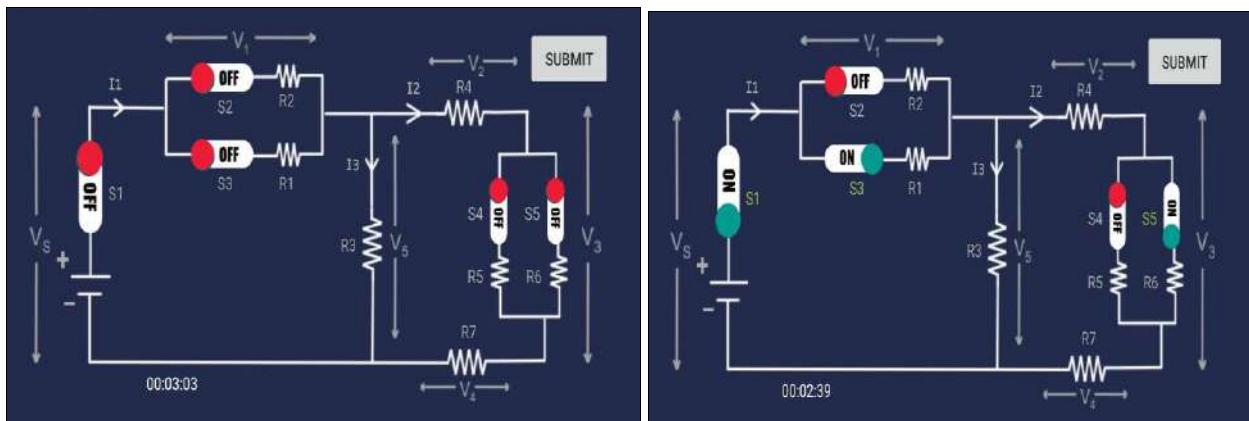 V1
V2
SUBMIT
I1
OFF
S2
R2
I2
R4
OFF
S3
R1
OFF
S1
I3
VS
+
-
R3
V5
S4
OFF
S5
OFF
V3
R5
R6
R7
00:03:03
V4
V1
V2
SUBMIT
I1
OFF
S2
R2
I2
R4
ON
S3
R1
ON
S1
I3
VS
+
-
R3
V5
S4
OFF
S5
ON
V3
R5
R6
R7
00:02:39
V4